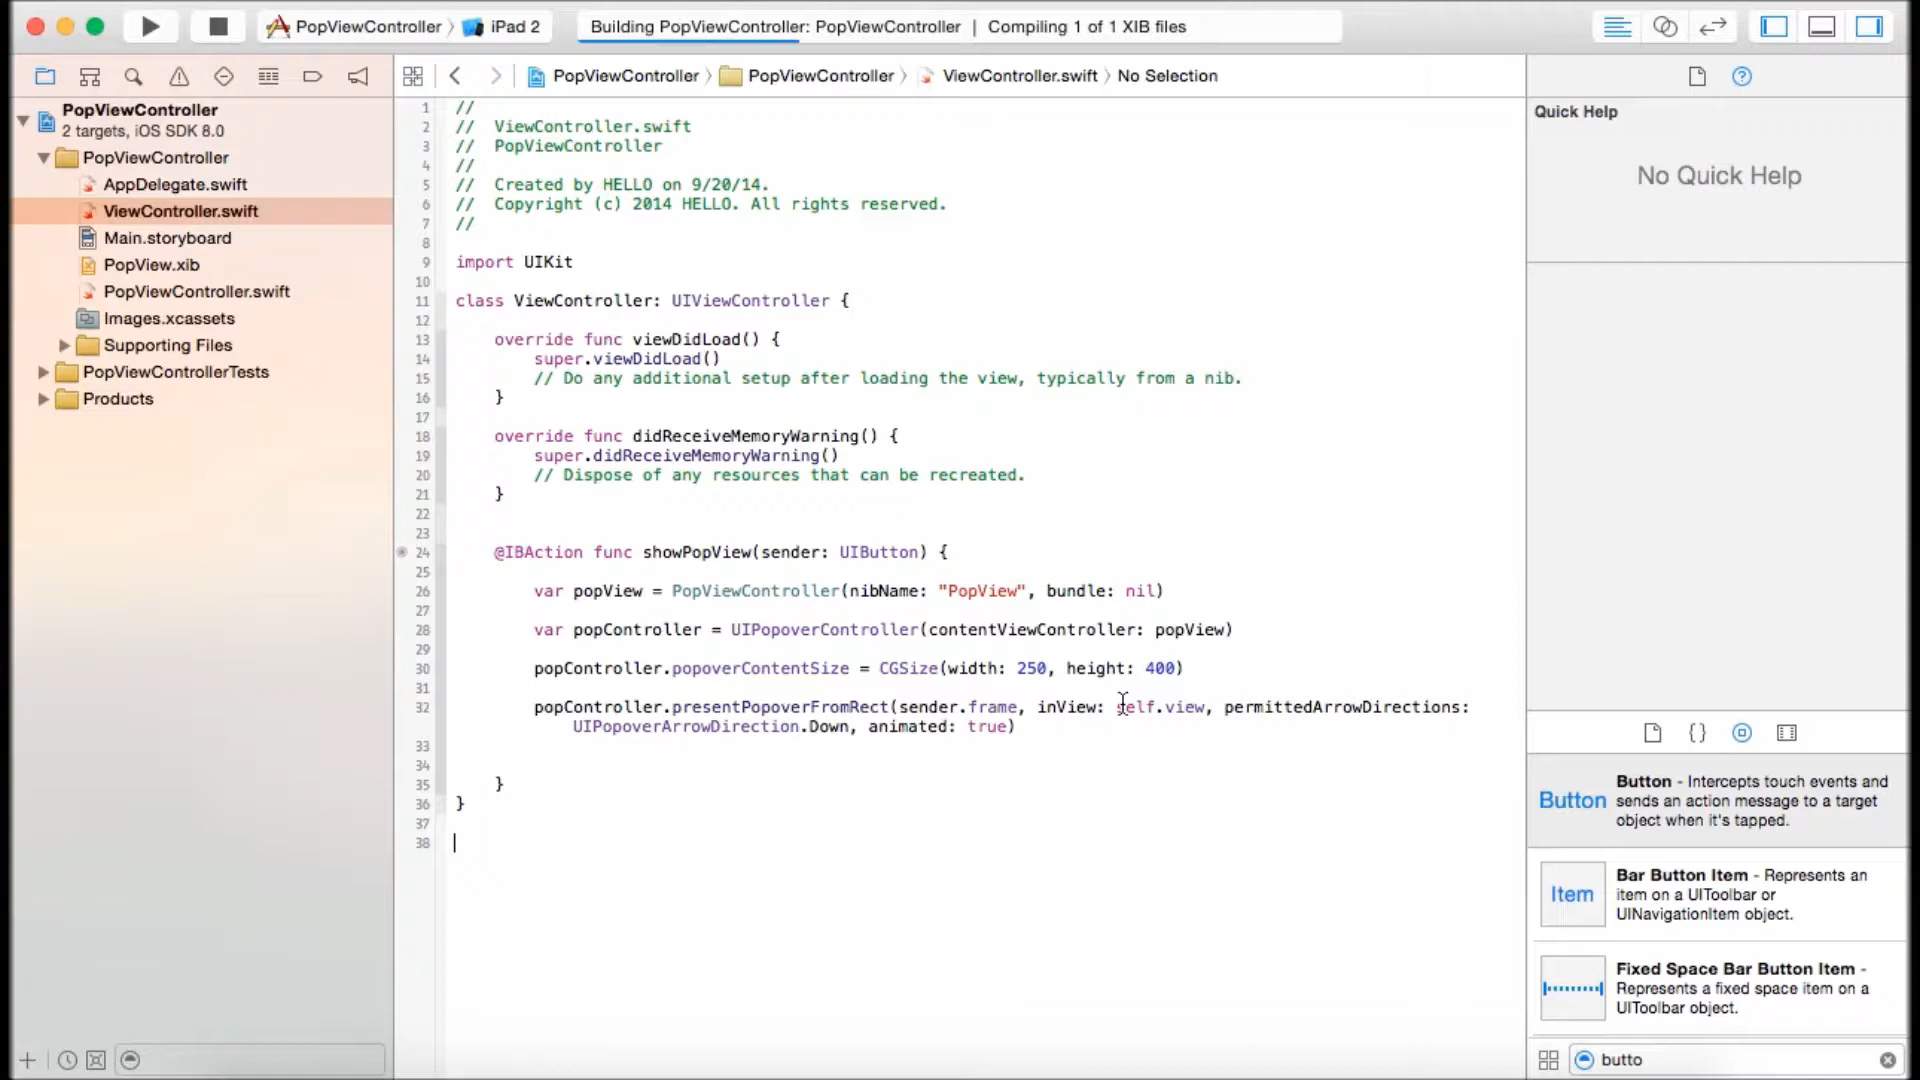 PopViewController 〉 iPad 2
Building PopViewController: PopViewController | Compiling 1 of 1 XIB files
PopViewController
2 targets, iOS SDK 8.0
PopViewController
AppDelegate.swift
ViewController.swift
Main.storyboard
PopView.xib
PopViewController.swift
Images.xcassets
Supporting Files
PopViewControllerTests
Products
PopViewController 〉 PopViewController 〉 ViewController.swift 〉 No Selection
1 //
2 //  ViewController.swift
3 //  PopViewController
4 //
5 //  Created by HELLO on 9/20/14.
6 //  Copyright (c) 2014 HELLO. All rights reserved.
7 //
8
9 import UIKit
10
11 class ViewController: UIViewController {
12
13     override func viewDidLoad() {
14         super.viewDidLoad()
15         // Do any additional setup after loading the view, typically from a nib.
16     }
17
18     override func didReceiveMemoryWarning() {
19         super.didReceiveMemoryWarning()
20         // Dispose of any resources that can be recreated.
21     }
22
23
24     @IBAction func showPopView(sender: UIButton) {
25
26         var popView = PopViewController(nibName: "PopView", bundle: nil)
27
28         var popController = UIPopoverController(contentViewController: popView)
29
30         popController.popoverContentSize = CGSize(width: 250, height: 400)
31
32         popController.presentPopoverFromRect(sender.frame, inView: self.view, permittedArrowDirections:
UIPopoverArrowDirection.Down, animated: true)
33
34
35     }
36 }
37
38
Quick Help
No Quick Help
Button
Button - Intercepts touch events and
sends an action message to a target
object when it's tapped.
Item
Bar Button Item - Represents an
item on a UIToolbar or
UINavigationItem object.
Fixed Space Bar Button Item -
Represents a fixed space item on a
UIToolbar object.
butto